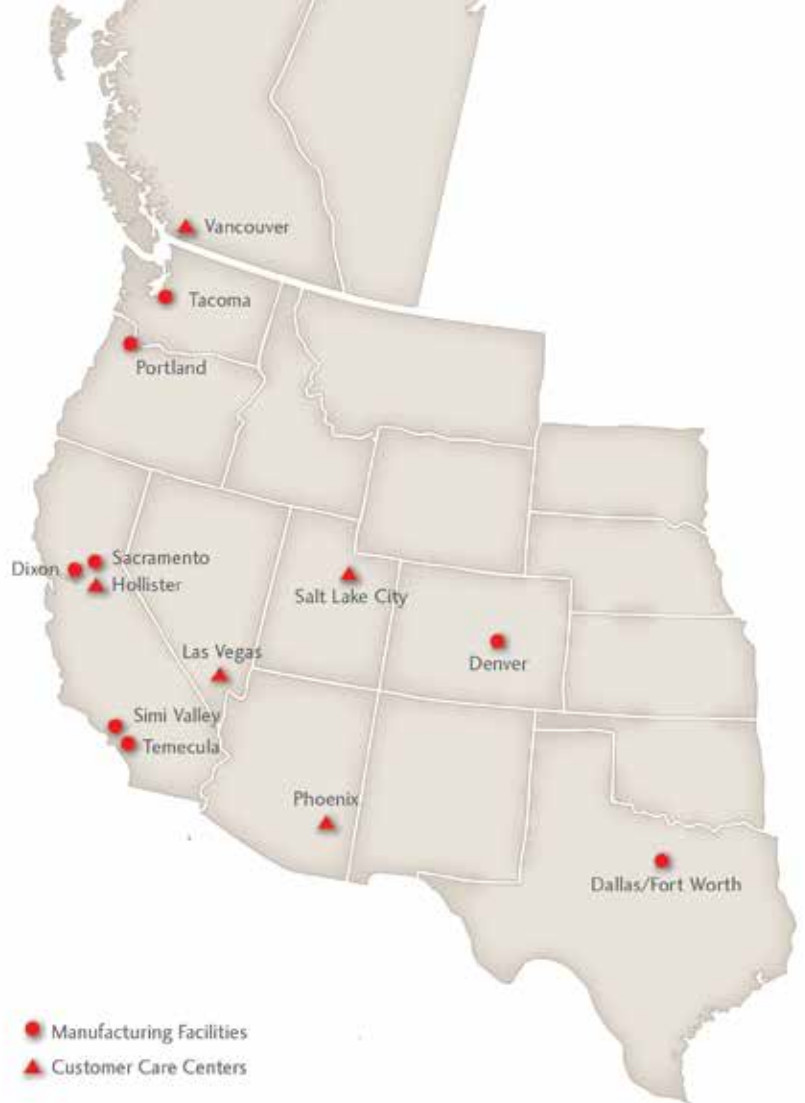 Vancouver
Tacoma
Portland
Sacramento
Dixon
Hollister
Salt Lake City
Las Vegas
Denver
Simi Valley
Temecula
Phoenix
Dallas/Fort Worth
Manufacturing Facilities
Customer Care Centers